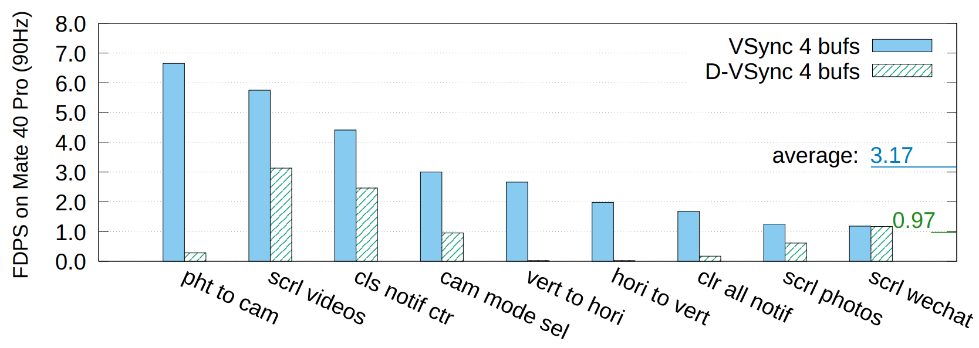 FDPS on Mate 40 Pro (90Hz)
8.0
7.0
6.0
5.0
4.0
3.0
2.0
1.0
0.0
VSync 4 bufs
D-VSync 4 bufs
average: 3.17
0.97
pht to cam
scrl videos
cls notif ctr
cam mode sel
vert to hori
hori to vert
clr all notif
scrl photos
scrl wechat